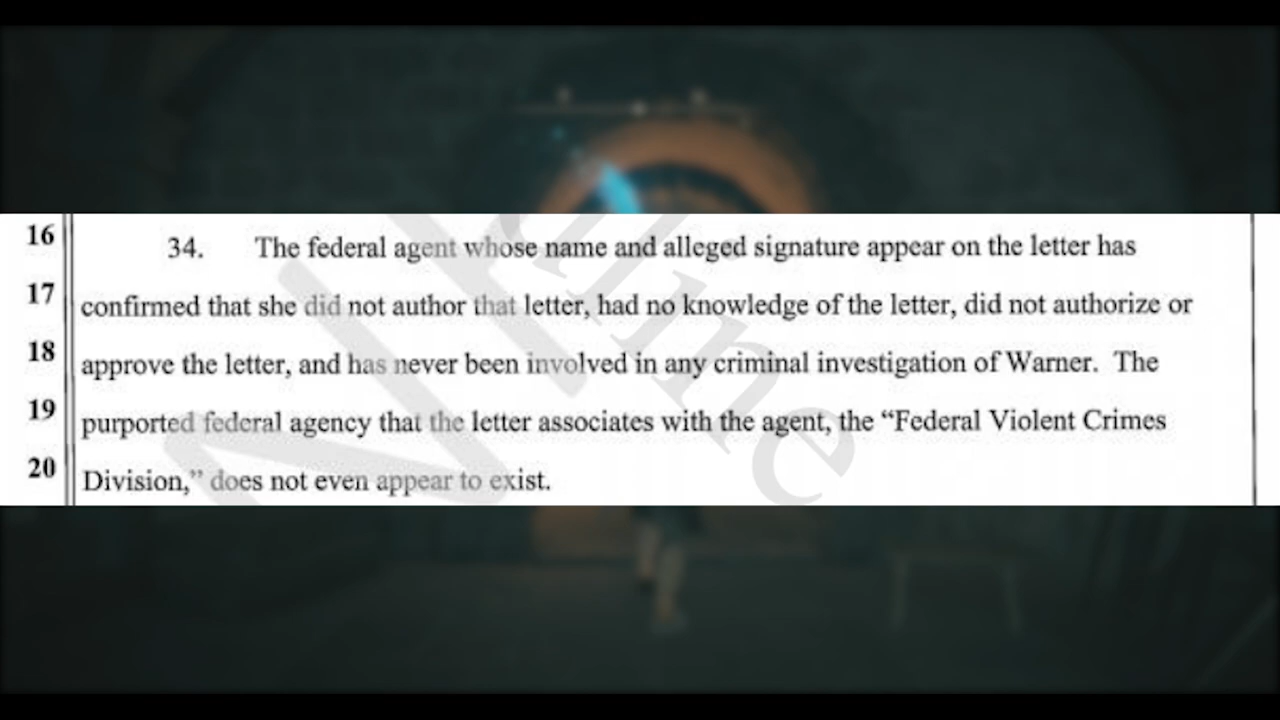 16 34. The federal agent whose name and alleged signature appear on the letter has
17 confirmed that she did not author that letter, had no knowledge of the letter, did not authorize or
18 approve the letter, and has never been involved in any criminal investigation of Warner. The
19 purported federal agency that the letter associates with the agent, the “Federal Violent Crimes
20 Division,” does not even appear to exist.